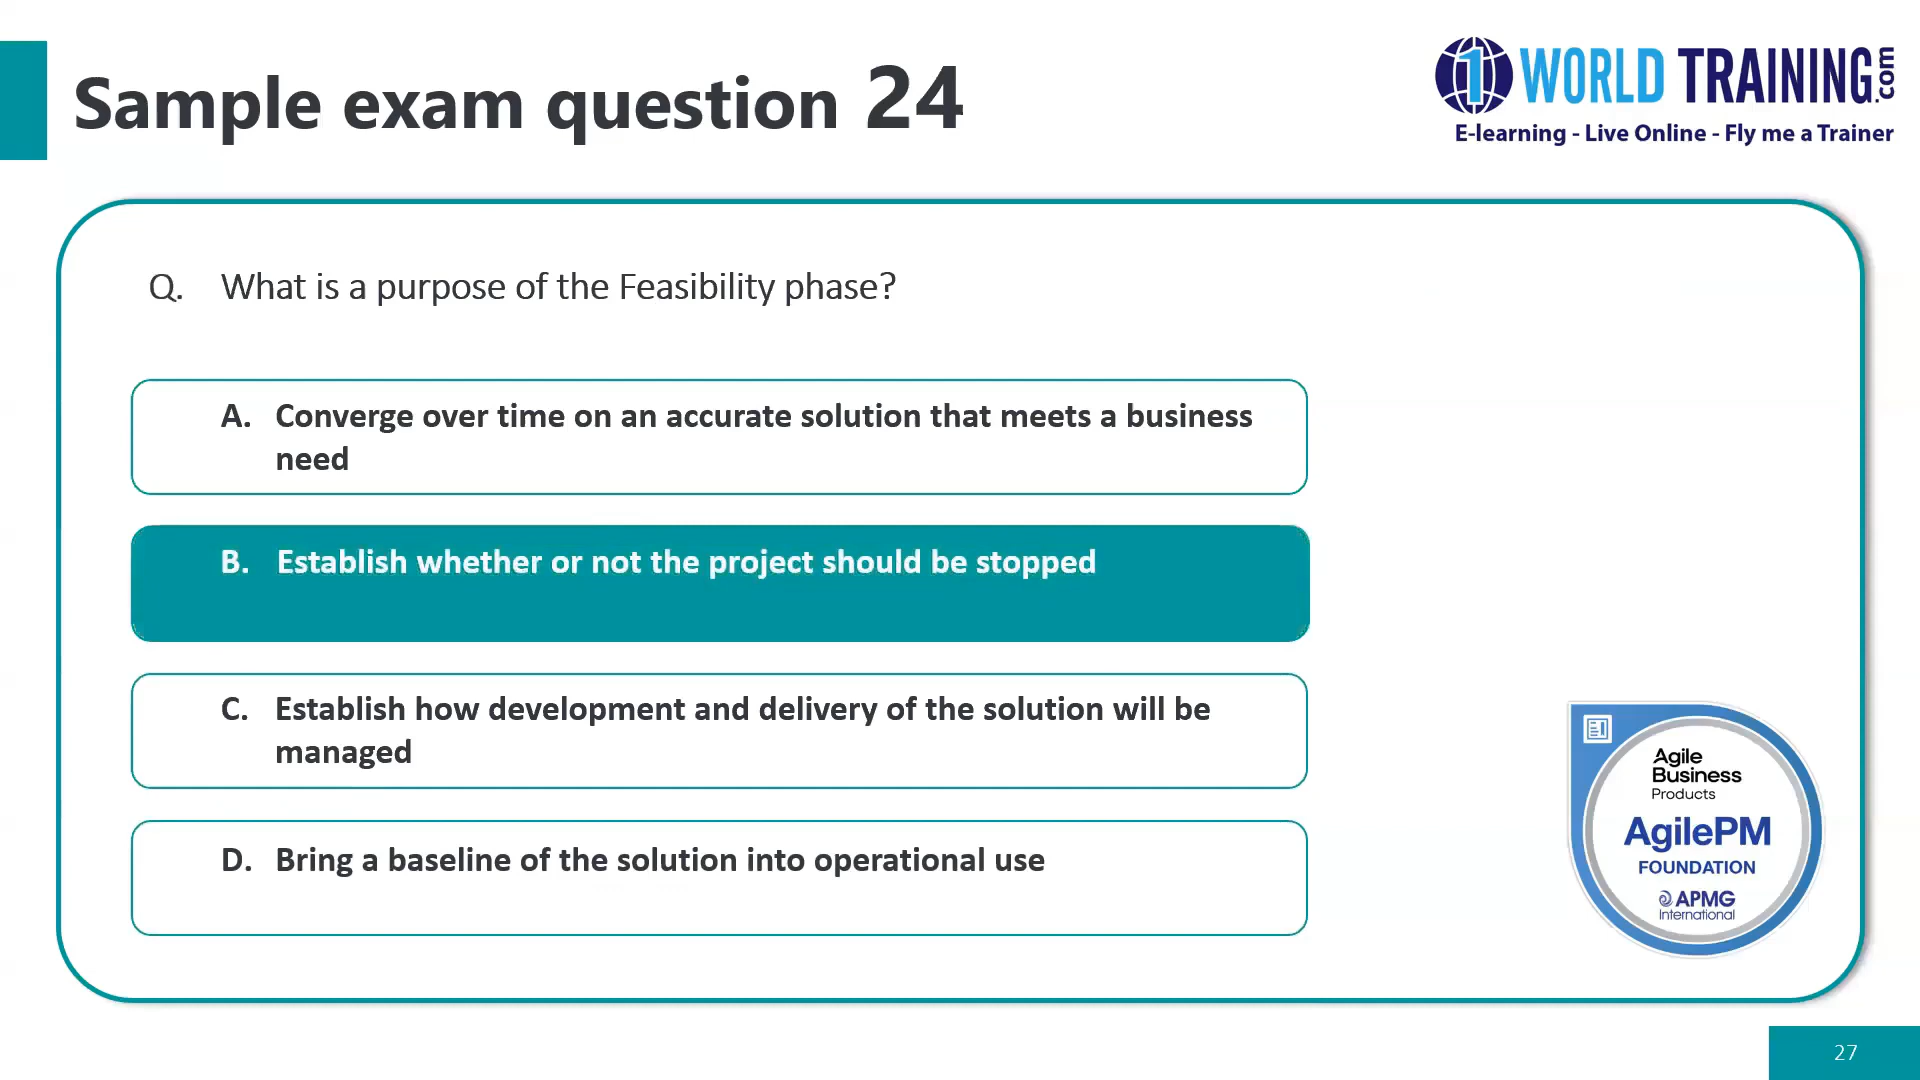 Sample exam question 24
1 WORLD TRAINING.com
E-learning - Live Online - Fly me a Trainer
Q. What is a purpose of the Feasibility phase?
A. Converge over time on an accurate solution that meets a business
need
B. Establish whether or not the project should be stopped
C. Establish how development and delivery of the solution will be
managed
D. Bring a baseline of the solution into operational use
Agile
Business
Products
AgilePM
FOUNDATION
APMG
International
27